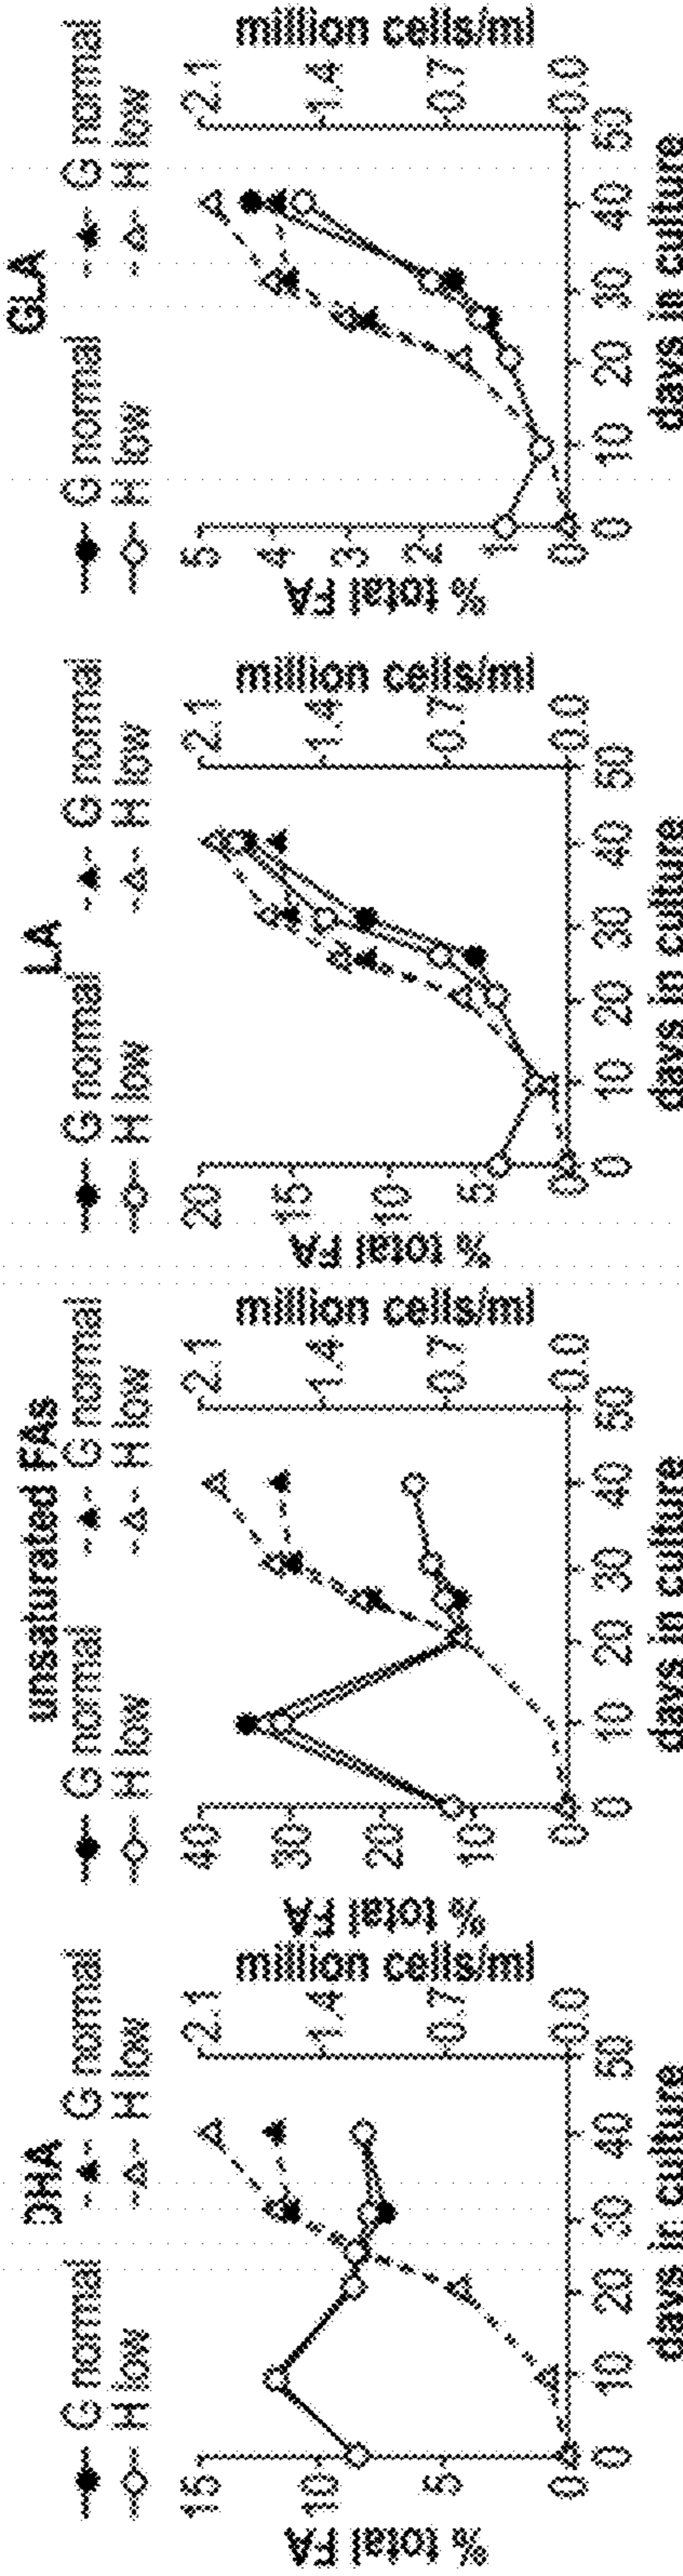 DHA
G normal
H low
G normal
H low
% total FA
15
10
5
0
million cells/ml
2.1
1.4
0.7
0.0
0 10 20 30 40 50
days in culture
unsaturated FAs
G normal
H low
G normal
H low
% total FA
40
30
20
10
0
million cells/ml
2.1
1.4
0.7
0.0
0 10 20 30 40 50
days in culture
LA
G normal
H low
G normal
H low
% total FA
20
15
10
5
0
million cells/ml
2.1
1.4
0.7
0.0
0 10 20 30 40 50
days in culture
GLA
G normal
H low
G normal
H low
% total FA
5
4
3
2
1
0
million cells/ml
2.1
1.4
0.7
0.0
0 10 20 30 40 50
days in culture